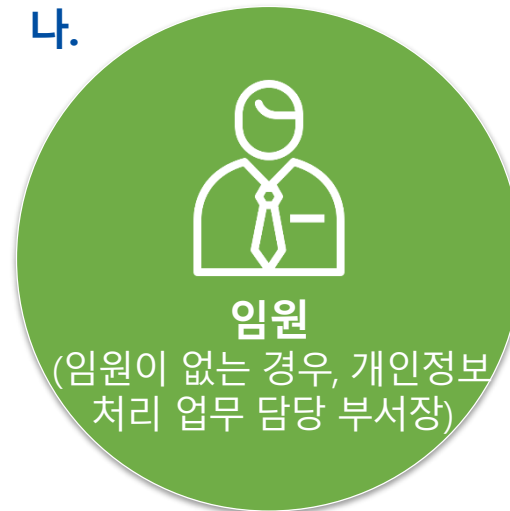 나.
임원
(임원이 없는 경우, 개인정보
처리 업무 담당 부서장)